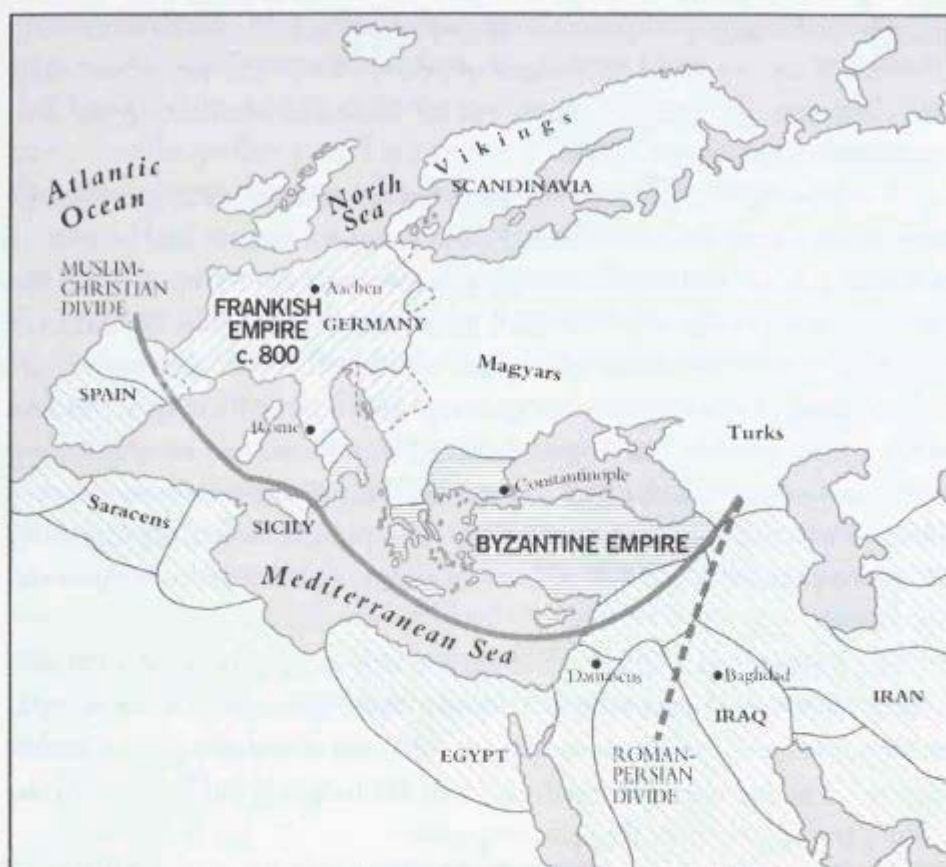 Vikings
SCANDINAVIA
Atlantic
Ocean
North
Sea
MUSLIM-
CHRISTIAN
DIVIDE
Aachen
FRANKISH
EMPIRE
c. 800
GERMANY
Magyars
SPAIN
Rome
Turks
Constantinople
Saracens
SICILY
BYZANTINE EMPIRE
Mediterranean Sea
Damascus
Baghdad
IRAN
IRAQ
EGYPT
ROMAN-
PERSIAN
DIVIDE